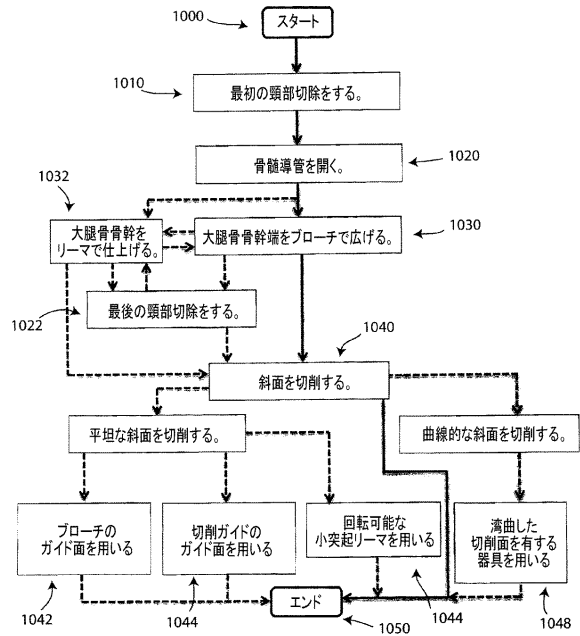 1000
スタート
1010
最初の頸部切除をする。
骨髄導管を開く。
1020
1032
大腿骨骨幹を
リーマで仕上げる。
大腿骨骨幹端をブローチで広げる。
1030
最後の頸部切除をする。
1022
1040
斜面を切削する。
平坦な斜面を切削する。
曲線的な斜面を切削する。
ブローチの
ガイド面を用いる
切削ガイドの
ガイド面を用いる
回転可能な
小突起リーマを用いる
湾曲した
切削面を有する
器具を用いる
1042
1044
エンド
1050
1044
1048